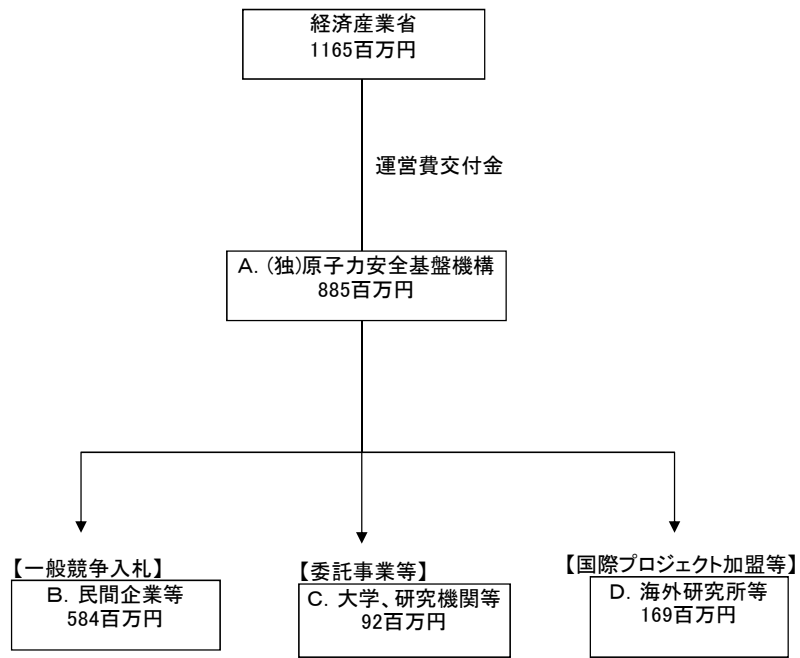 経済産業省
1165百万円
運営費交付金
A. (独)原子力安全基盤機構
885百万円
【一般競争入札】
B. 民間企業等
584百万円
【委託事業等】
C. 大学、研究機関等
92百万円
【国際プロジェクト加盟等】
D. 海外研究所等
169百万円